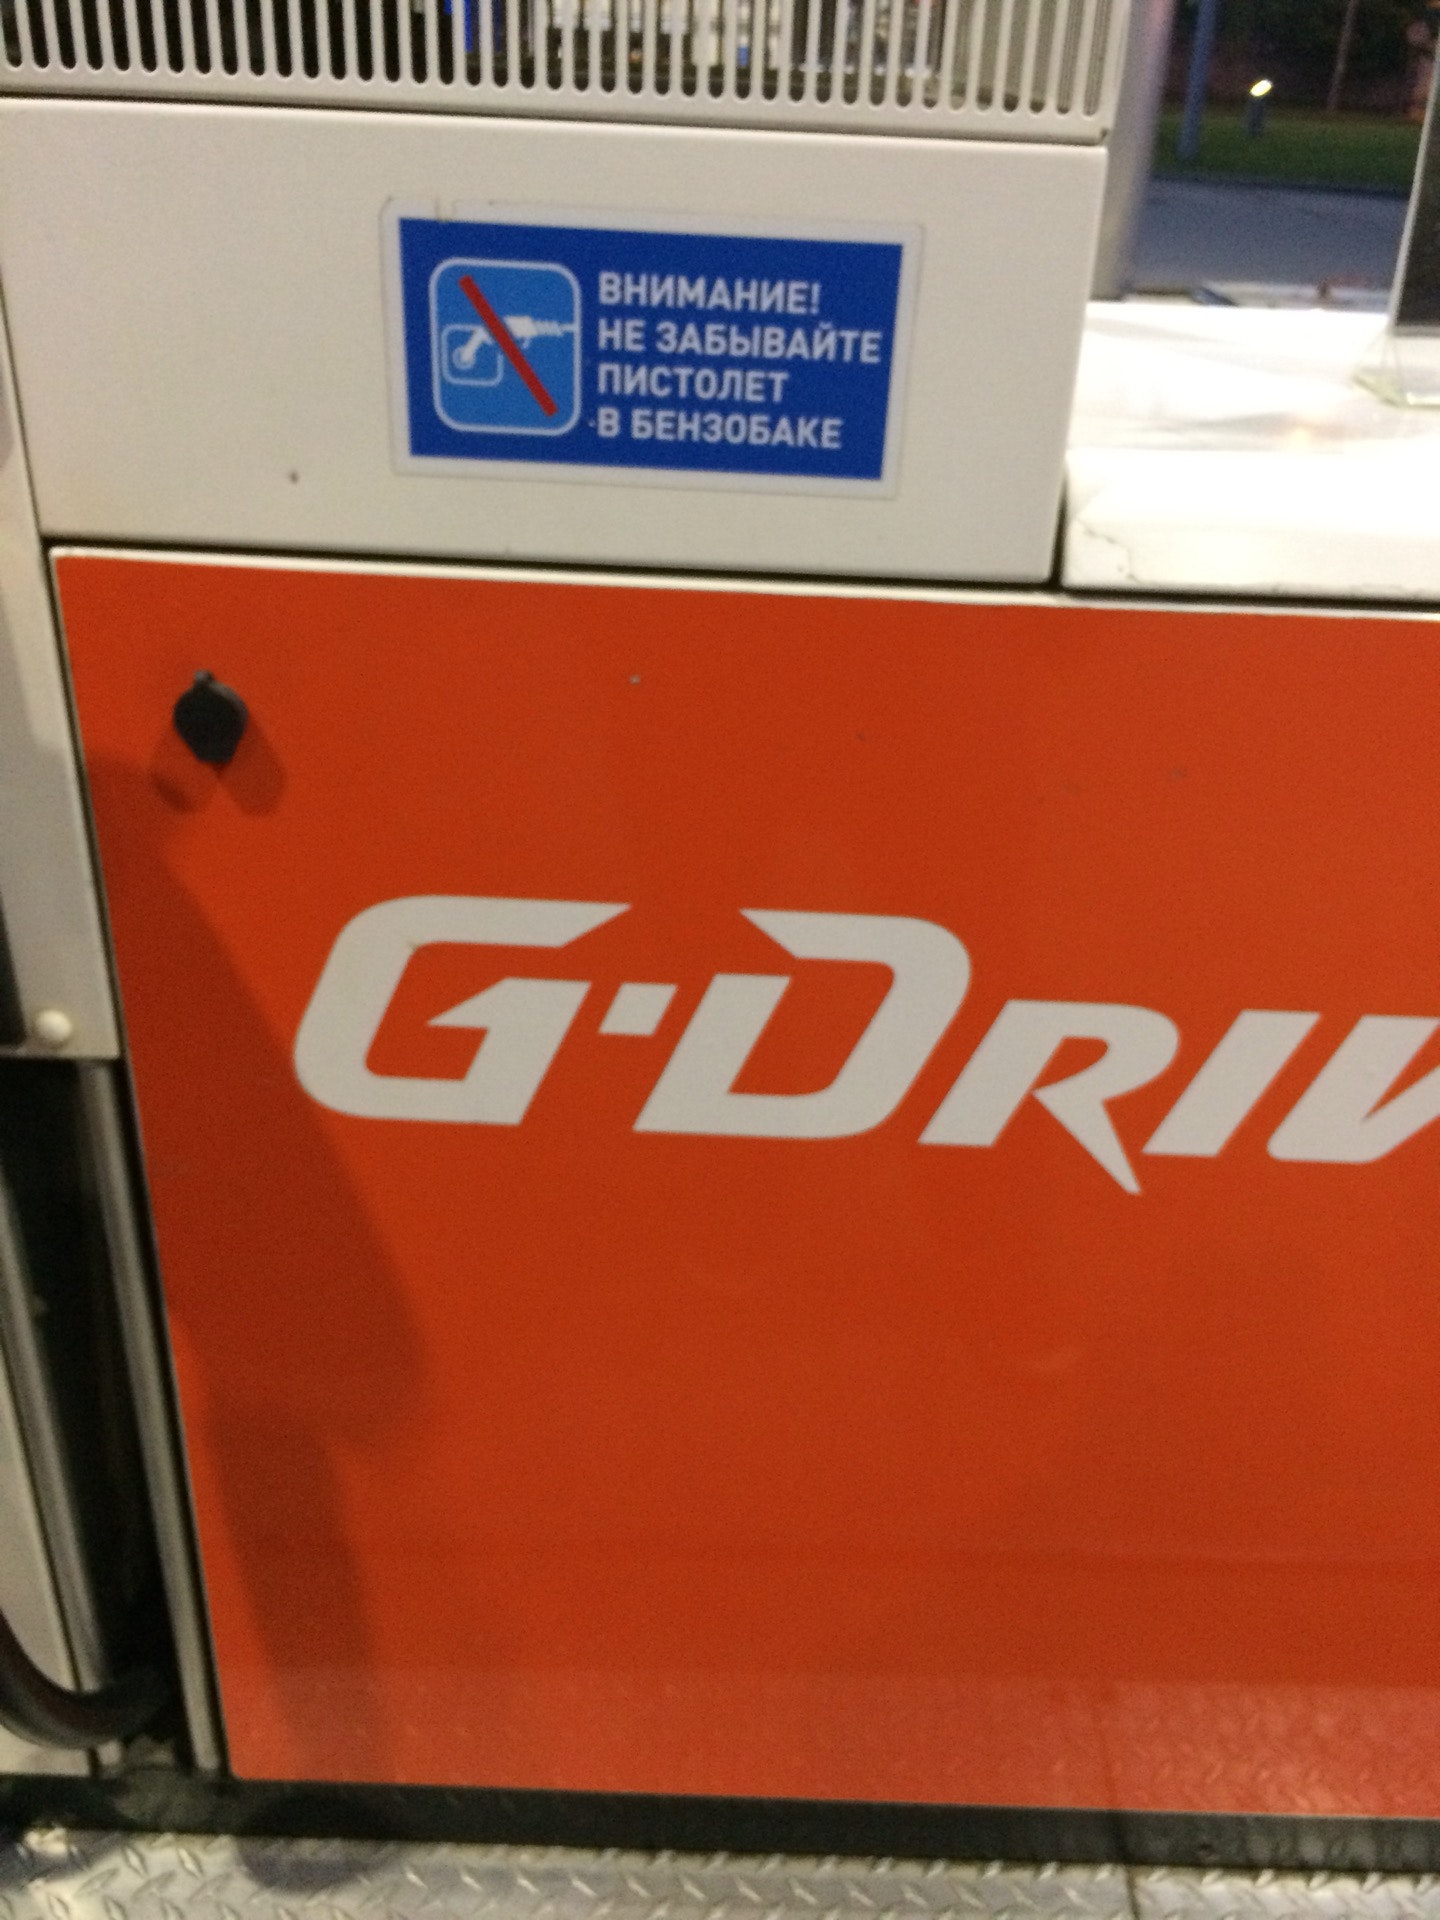 ВНИМАНИЕ!
НЕ ЗАБЫВАЙТЕ
ПИСТОЛЕТ
В БЕНЗОБАКЕ
G-DRIV